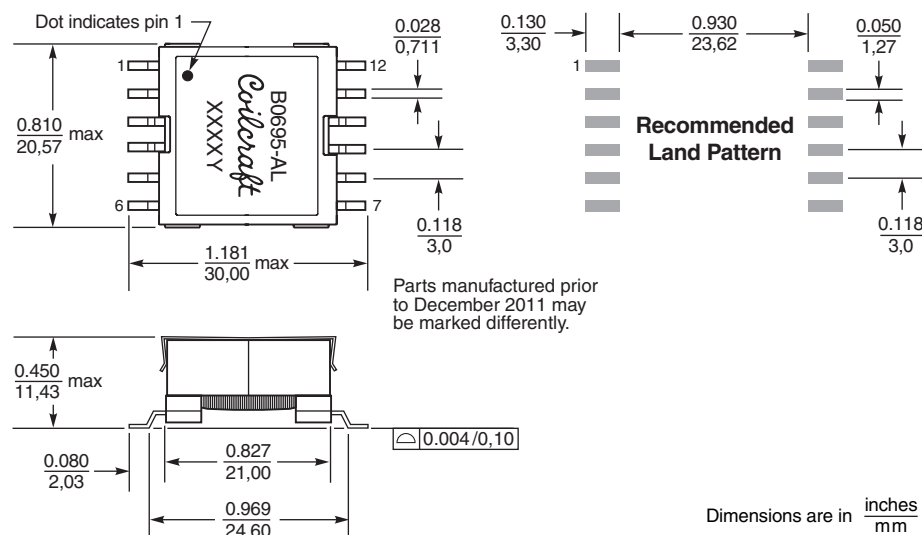 Dot indicates pin 1
0.028
0,711
0.130
3,30
0.930
23,62
0.050
1,27
1
12
1
0.810
20,57
max
B0695-AL
Coilcraft
XXXXY
Recommended
Land Pattern
6
7
0.118
3,0
0.118
3,0
1.181
30,00
max
Parts manufactured prior
to December 2011 may
be marked differently.
0.450
11,43
max
0.004/0,10
0.080
2,03
0.827
21,00
0.969
24,60
Dimensions are in inches
mm